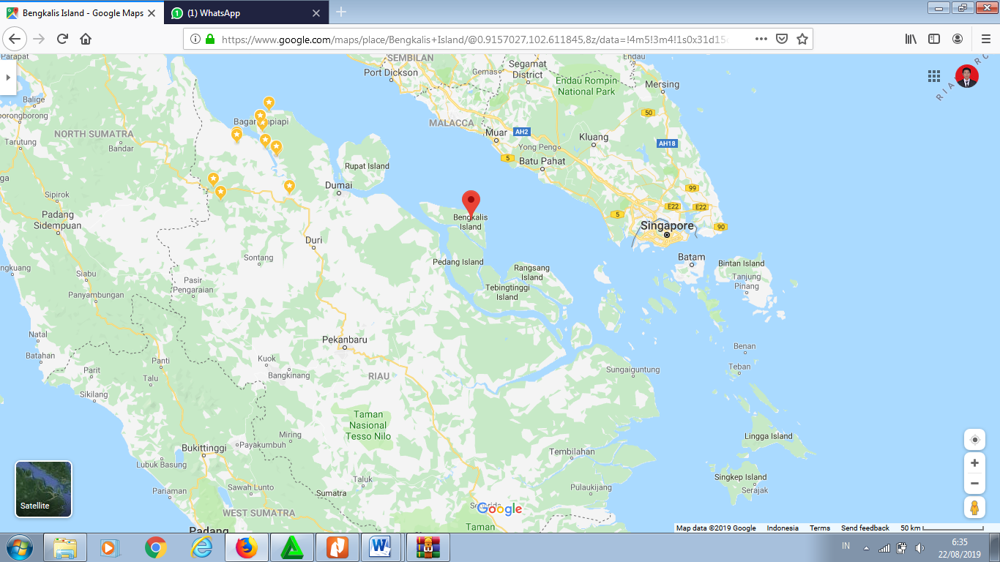 Bengkalis Island - Google Maps
(1) WhatsApp
https://www.google.com/maps/place/Bengkalis+Island/@0.9157027,102.611845,8z/data=!4m5!3m4!1s0x31d15
Parapat
SEMBILAN
Port Dickson
Gemas
Segamat
District
Endau
Endau Rompin
National Park
Mersing
RIA
RC
Balige
orongborong
Tarutung
NORTH SUMATRA
Bandar
MALACCA
Muar
AH2
50
Kluang
AH18
Yong Peng
5
Batu Pahat
Rupat Island
Dumai
ga
Sipirok
Padang
Sidempuan
99
E22
E22
5
90
Singapore
Bengkalis
Island
Duri
Sontang
Pedang Island
Rangsang
Island
Tebingtinggi
Island
Batam
Bintan Island
Tanjung
Pinang
ngkuang
Siabu
Panyambungan
Pasir
Pengaraian
Natal
Batahan
Pekanbaru
Panti
Parit
Talu
Kuok
Bangkinang
RIAU
Sikilang
Benan
Teban
Sungaiguntung
Taman
Nasional
Tesso Nilo
Miring
Payakumbuh
Bukittinggi
Lubuk Basung
Lingga Island
Tembilahan
Taluk
Singkep Island
Serajak
Pulaukijang
Pariaman
Sawah Lunto
Sumatra
WEST SUMATRA
Google
Padang
Taman
Satellite
Map data ©2019 Google
Indonesia
Terms
Send feedback
50 km
IN
6:35
22/08/2019